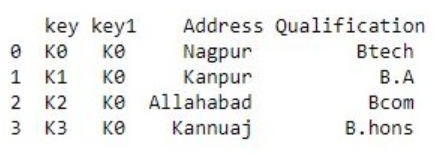 key key1 Address Qualification
0 K0 K0 Nagpur Btech
1 K1 K0 Kanpur B.A
2 K2 K0 Allahabad Bcom
3 K3 K0 Kannuaj B.hons